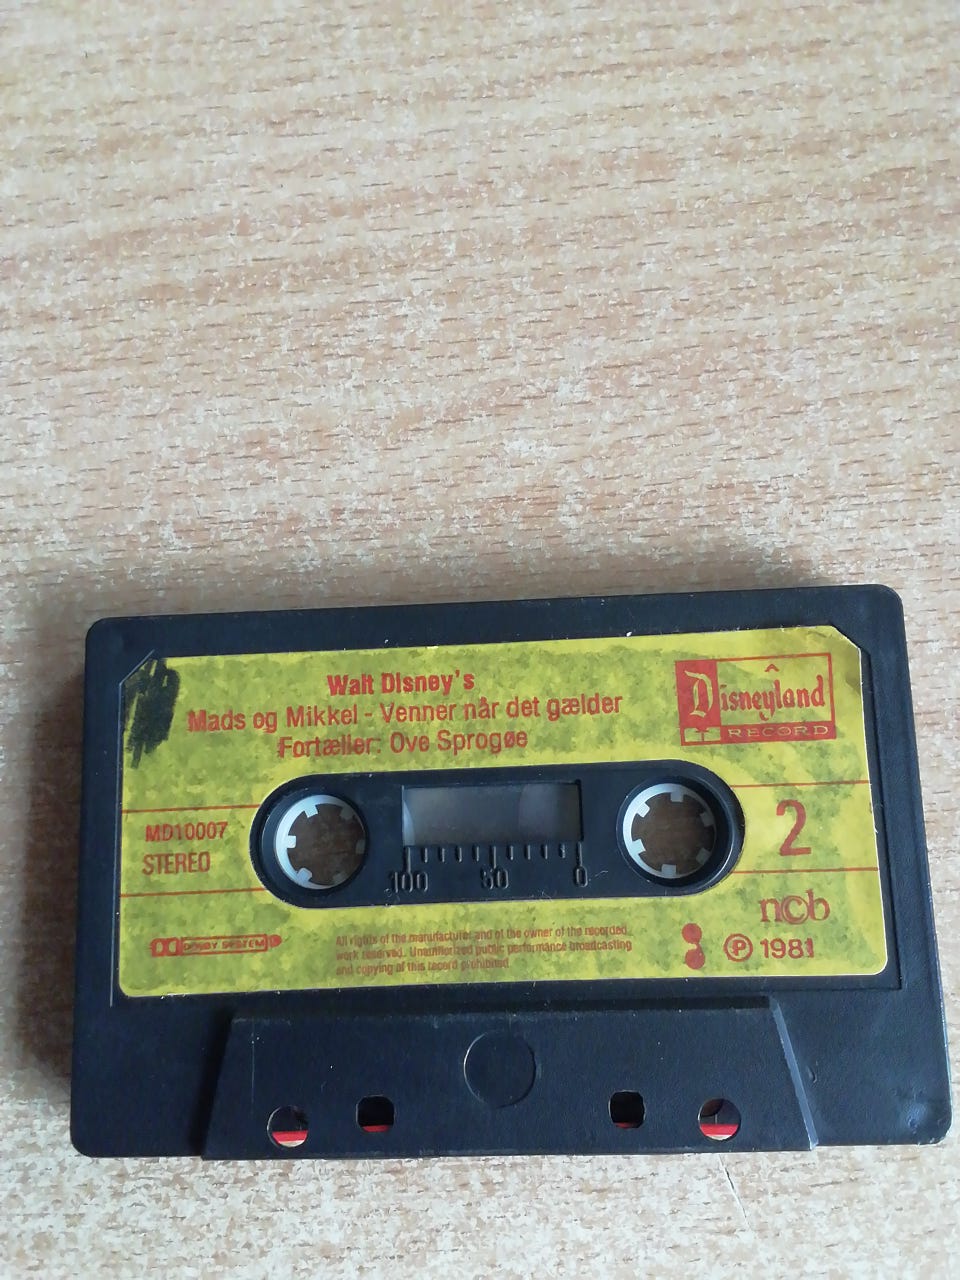 Walt Disney's
Mads og Mikkel - Venner når det gælder
Fortæller: Ove Sprogøe
Disneyland
RECORD
MD10007
STEREO
2
100 50 0
DOLBY SYSTEM
All rights of the manufacturer and of the owner of the recorded
work reserved. Unauthorized public performance broadcasting
and copying of this record prohibited
ncb
℗ 1981